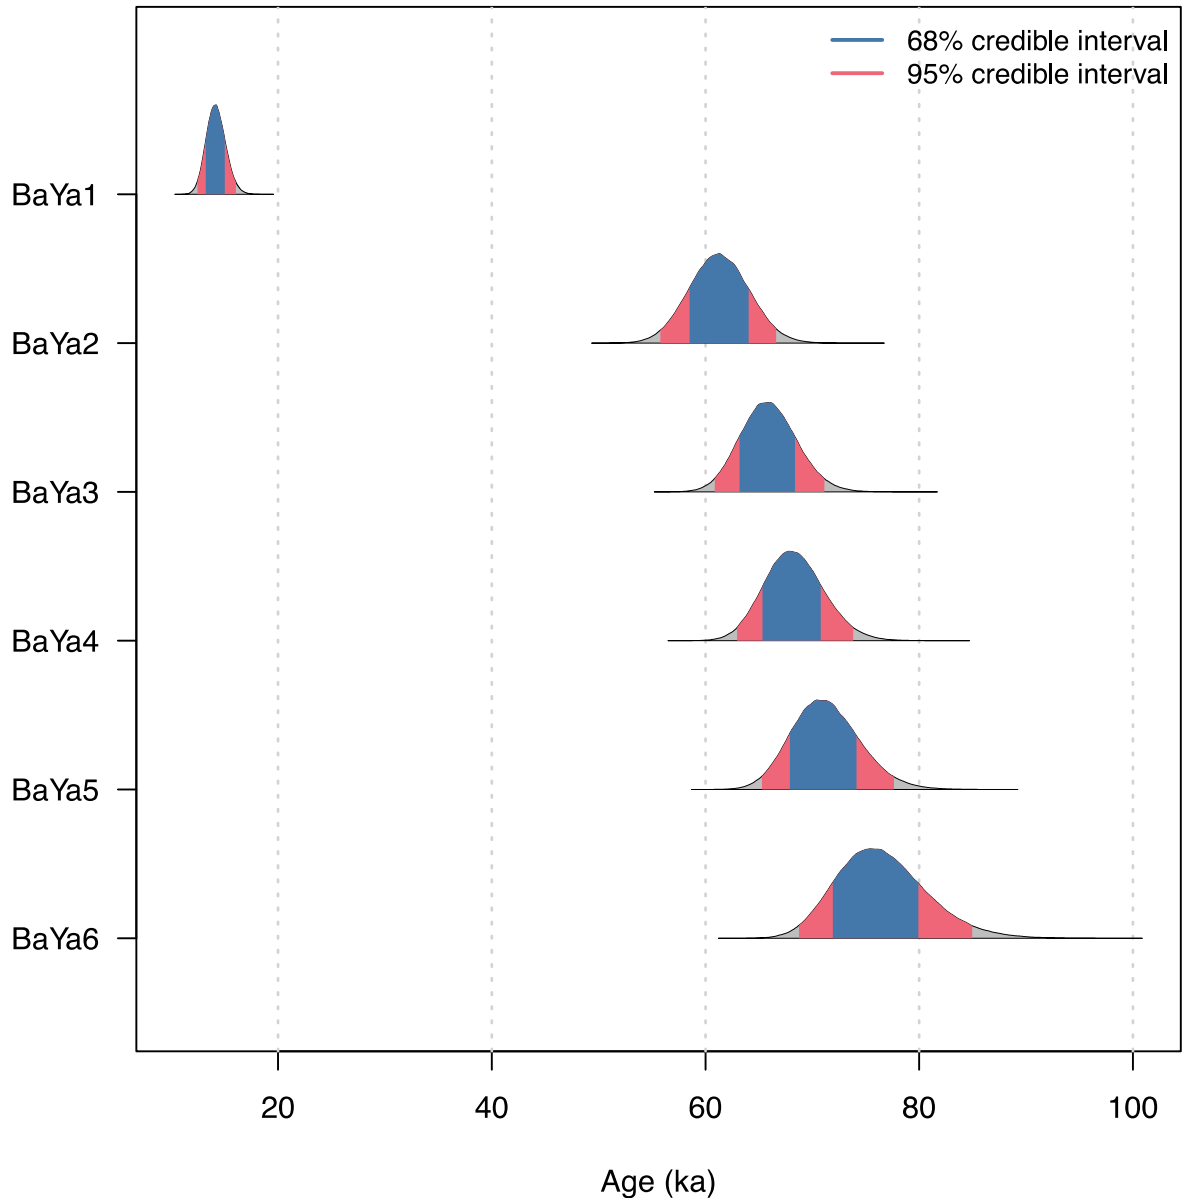 68% credible interval
95% credible interval
BaYa1
BaYa2
BaYa3
BaYa4
BaYa5
BaYa6
20 40 60 80 100
Age (ka)